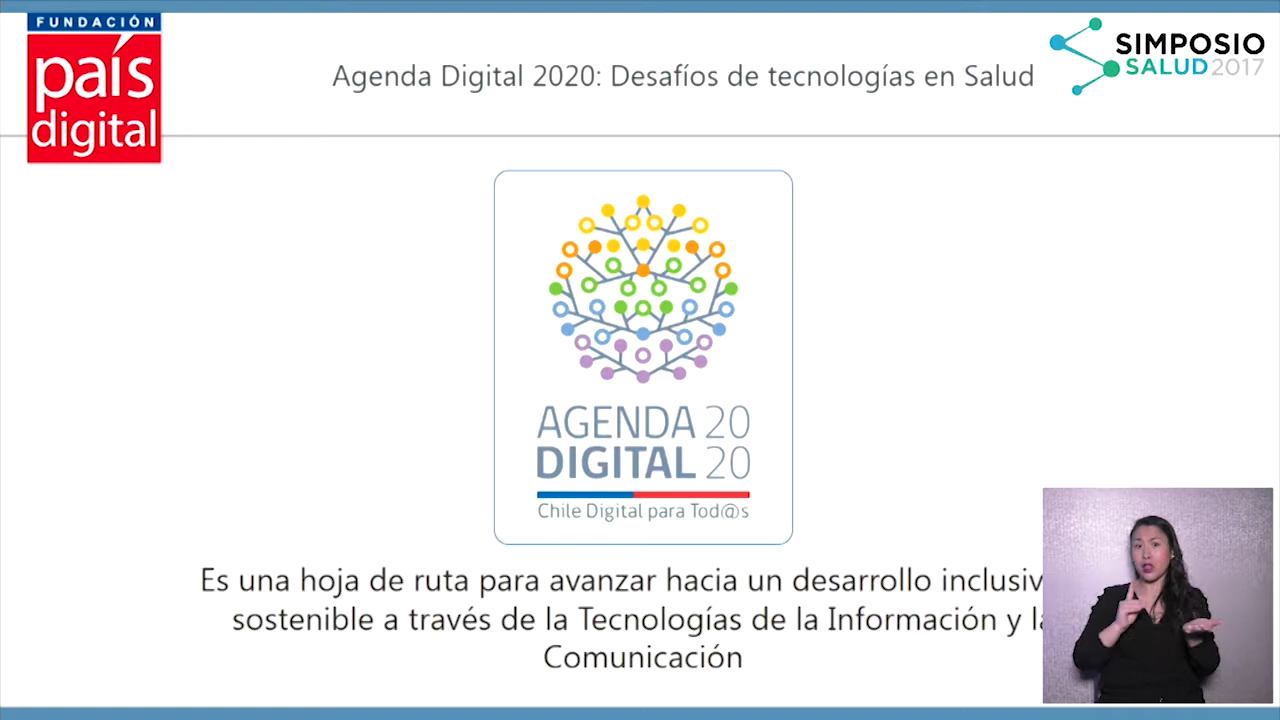 FUNDACIÓN
país
digital
Agenda Digital 2020: Desafíos de tecnologías en Salud
SIMPOSIO
SALUD2017
AGENDA 20
DIGITAL 20
Chile Digital para Tod@s
Es una hoja de ruta para avanzar hacia un desarrollo
sostenible a través de la Tecnologías de la Información y
Comunicación